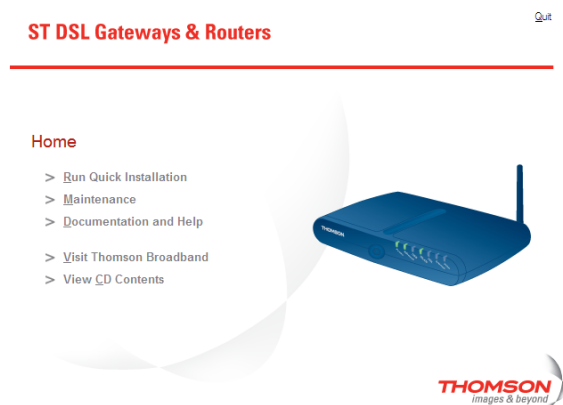 Quit
ST DSL Gateways & Routers
Home
> Run Quick Installation
> Maintenance
> Documentation and Help
> Visit Thomson Broadband
> View CD Contents
THOMSON
THOMSON
images & beyond